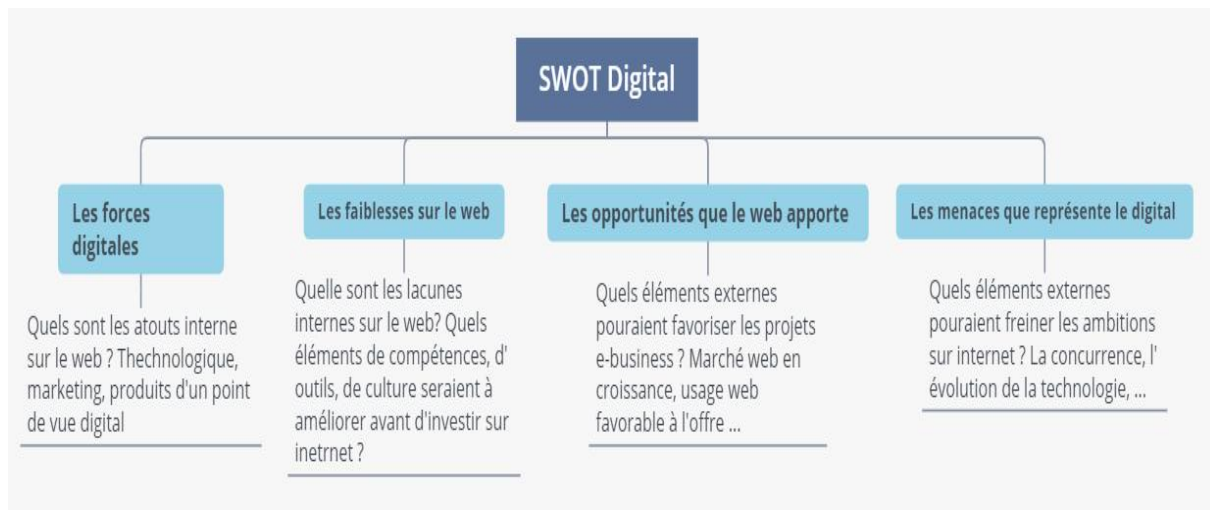 SWOT Digital
Les forces
digitales
Quels sont les atouts interne
sur le web ? Thechnologique,
marketing, produits d'un point
de vue digital
Les faiblesses sur le web
Quelle sont les lacunes
internes sur le web? Quels
éléments de compétences, d'
outils, de culture seraient à
améliorer avant d'investir sur
inetrnet ?
Les opportunités que le web apporte
Quels éléments externes
pouraient favoriser les projets
e-business ? Marché web en
croissance, usage web
favorable à l'offre ...
Les menaces que représente le digital
Quels éléments externes
pouraient freiner les ambitions
sur internet ? La concurrence, l'
évolution de la technologie, ...